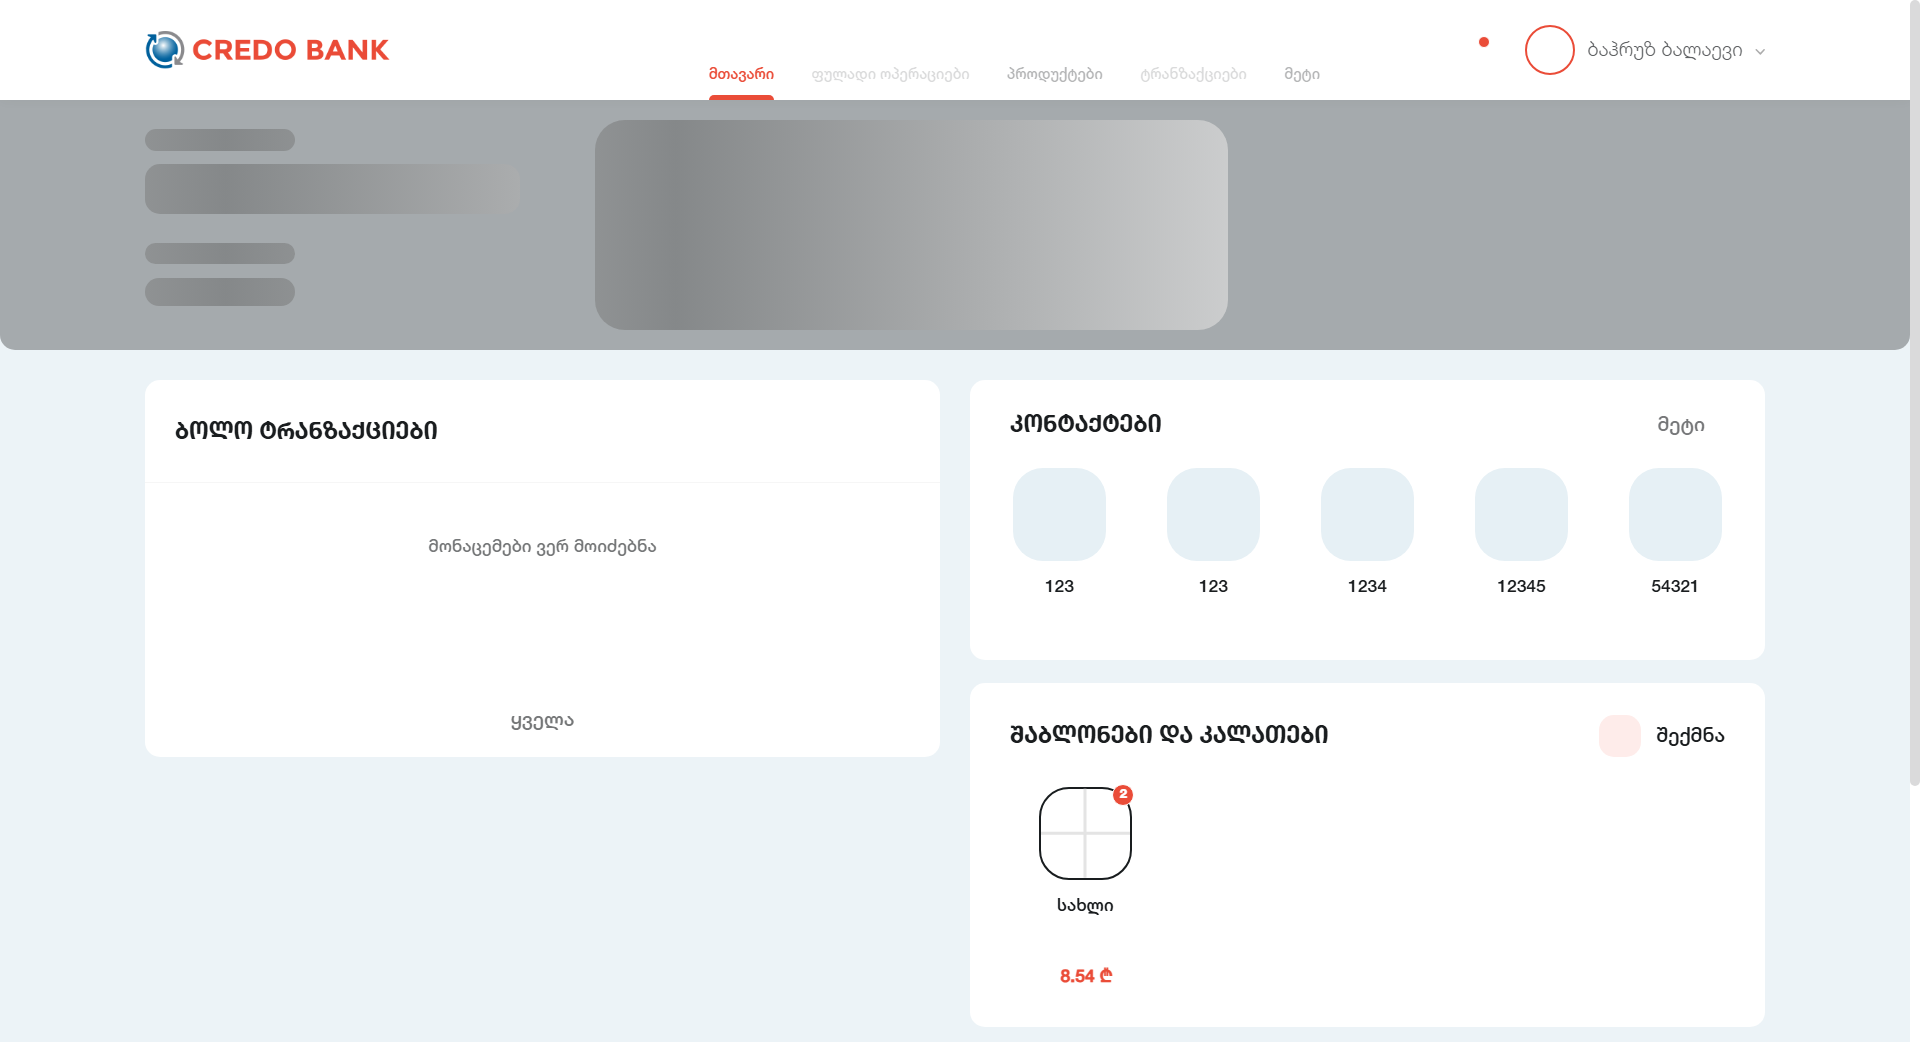 CREDO BANK
მთავარი
ფულადი ოპერაციები
პროდუქტები
ტრანზაქციები
მეტი
ბაჰრუზ ბალაევი
ბოლო ტრანზაქციები
მონაცემები ვერ მოიძებნა
ყველა
კონტაქტები
მეტი
123
123
1234
12345
54321
შაბლონები და კალათები
შექმნა
2
სახლი
8.54 ₾